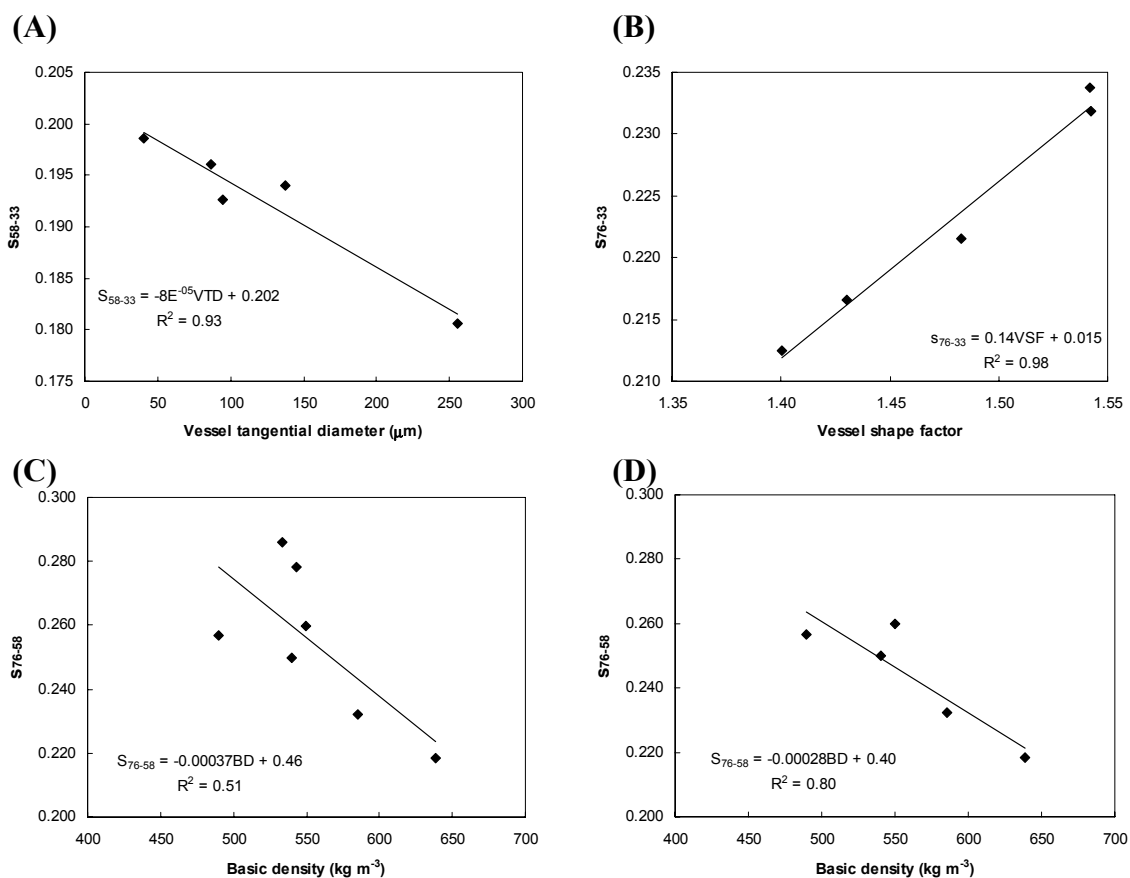 (A)
0.205
0.200
0.195
0.190
0.185
0.180
0.175
S58-33
S58-33 = -8E-05VTD + 0.202
R2 = 0.93
0 50 100 150 200 250 300
Vessel tangential diameter (μm)
(B)
0.235
0.230
0.225
0.220
0.215
0.210
S76-33
s76-33 = 0.14VSF + 0.015
R2 = 0.98
1.35 1.40 1.45 1.50 1.55
Vessel shape factor
(C)
0.300
0.280
0.260
0.240
0.220
0.200
S76-58
S76-58 = -0.00037BD + 0.46
R2 = 0.51
400 450 500 550 600 650 700
Basic density (kg m-3)
(D)
0.300
0.280
0.260
0.240
0.220
0.200
S76-58
S76-58 = -0.00028BD + 0.40
R2 = 0.80
400 450 500 550 600 650 700
Basic density (kg m-3)